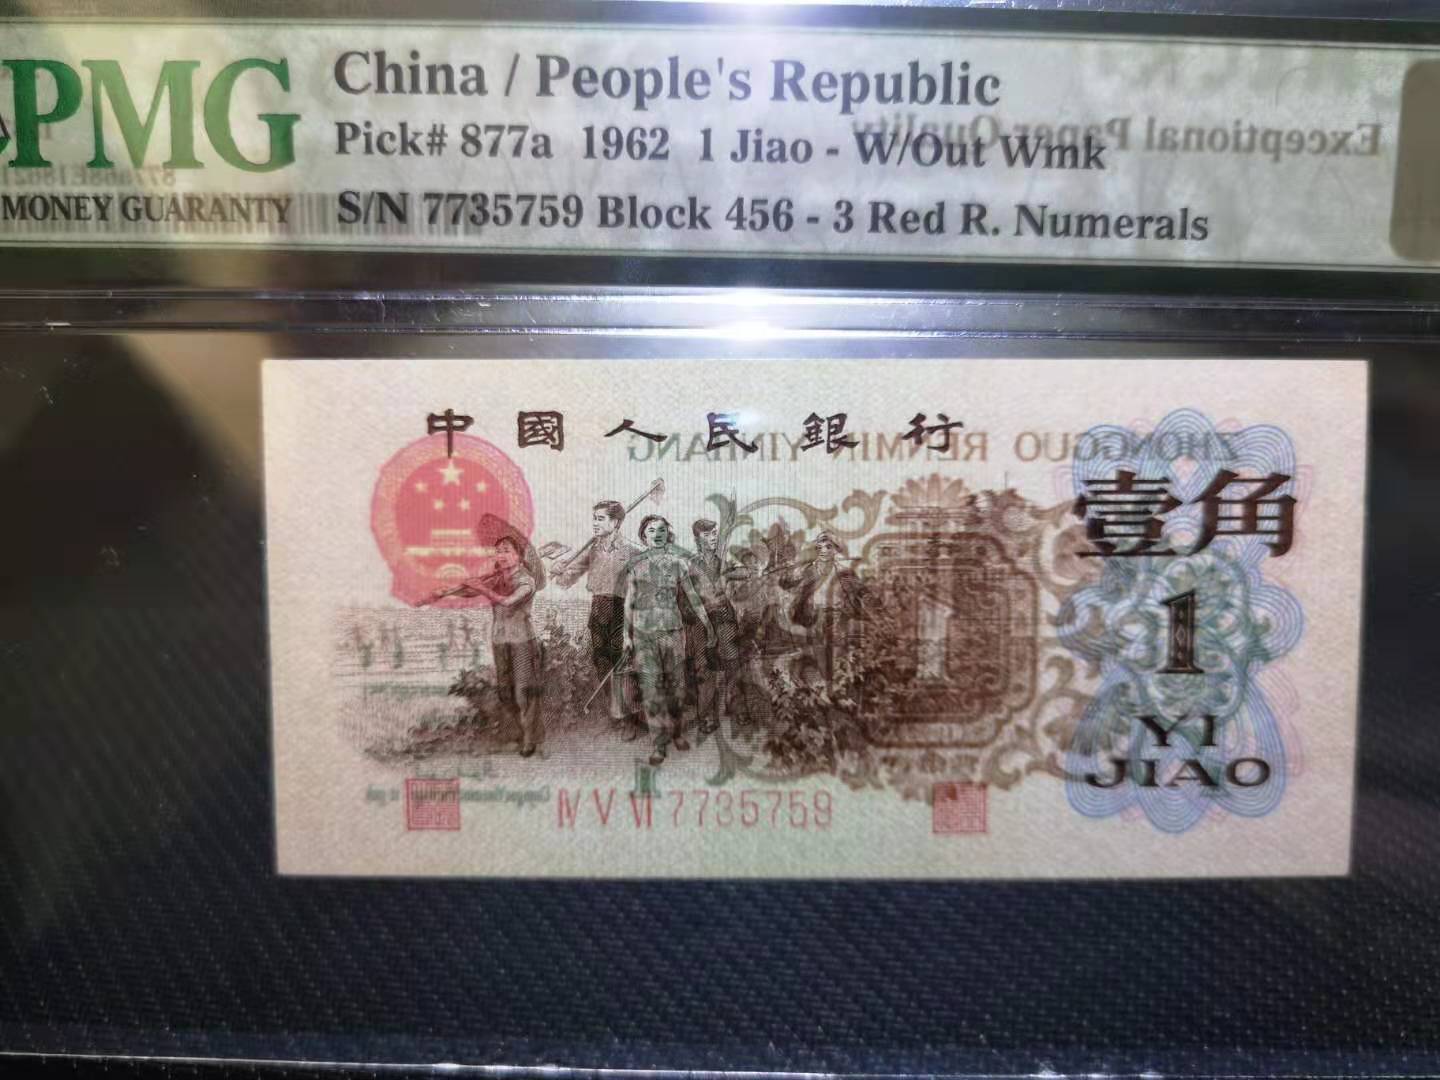 PMG
MONEY GUARANTY
China / People's Republic
Pick# 877a 1962 1 Jiao - W/Out Wmk
S/N 7735759 Block 456 - 3 Red R. Numerals
Exceptional Paper Quality
中國人民銀行
ZHONGGUO RENMIN YINHANG
壹角
1
1
YI
JIAO
Ⅳ Ⅴ Ⅵ 7735759